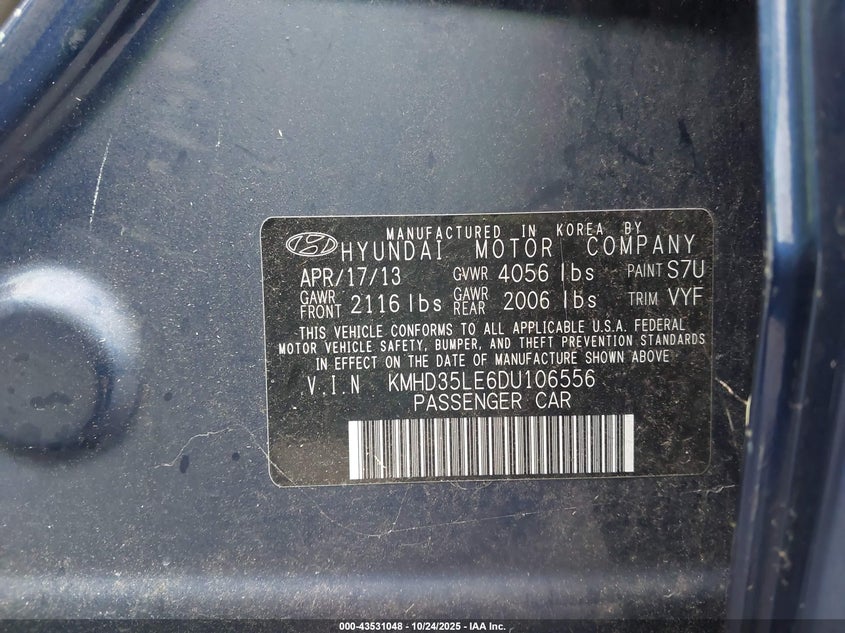 MANUFACTURED IN KOREA BY
HYUNDAI MOTOR COMPANY
APR/17/13 GVWR 4056 lbs PAINT S7U
GAWR FRONT 2116 lbs GAWR REAR 2006 lbs TRIM VYF
THIS VEHICLE CONFORMS TO ALL APPLICABLE U.S.A. FEDERAL
MOTOR VEHICLE SAFETY, BUMPER, AND THEFT PREVENTION STANDARDS
IN EFFECT ON THE DATE OF MANUFACTURE SHOWN ABOVE
V.I.N KMHD35LE6DU106556
PASSENGER CAR
000-43531048 - 10/24/2025 - IAA Inc.